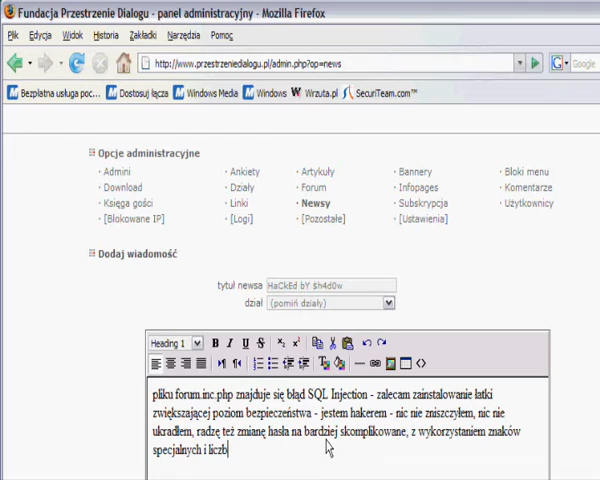 Fundacja Przestrzenie Dialogu - panel administracyjny - Mozilla Firefox
Plik Edycja Widok Historia Zakładki Narzędzia Pomoc
http://www.przestrzeniedialogu.pl/admin.php?op=news Google
Bezpłatna usługa poc... Dostosuj łącza Windows Media Windows Wrzuta.pl SecuriTeam.com™
Opcje administracyjne
· Admini · Ankiety · Artykuły · Bannery · Bloki menu
· Download · Działy · Forum · Infopages · Komentarze
· Księga gości · Linki · Newsy · Subskrypcja · Użytkownicy
· [Blokowane IP] · [Logi] · [Pozostałe] · [Ustawienia]
Dodaj wiadomość
tytuł newsa HaCkEd bY $h4d0w
dział (pomiń działy)
Heading 1 B I U S x₂ x²
pliku forum.inc.php znajduje się błąd SQL Injection - zalecam zainstalowanie łatki
zwiększającej poziom bezpieczeństwa - jestem hakerem - nic nie zniszczyłem, nic nie
ukradłem, radzę też zmianę hasła na bardziej skomplikowane, z wykorzystaniem znaków
specjalnych i liczb